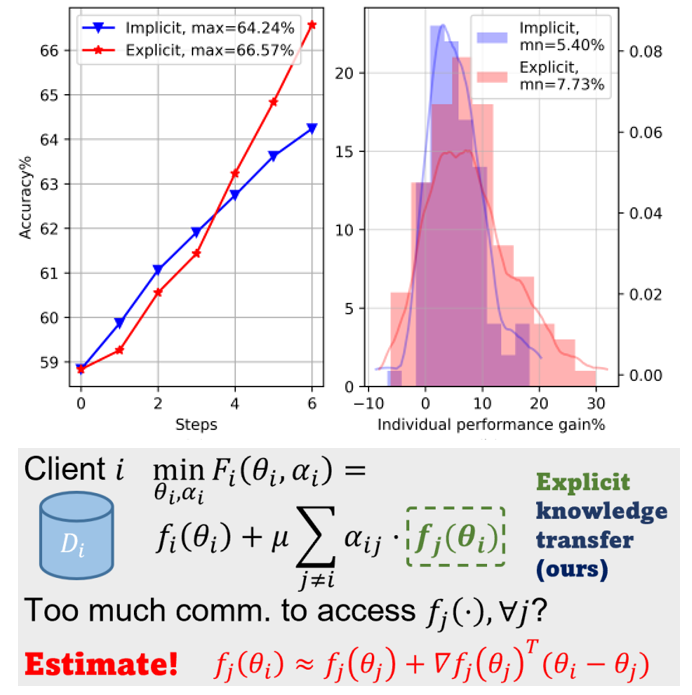 Implicit, max=64.24%
Explicit, max=66.57%
66
65
64
63
62
61
60
59
Accuracy%
0 2 4 6
Steps
Implicit,
mn=5.40%
Explicit,
mn=7.73%
20
15
10
5
0
0.08
0.06
0.04
0.02
0.00
−10 0 10 20 30
Individual performance gain%
Client i min F_i(θ_i, α_i) =
θ_i,α_i
D_i
f_i(θ_i) + μ ∑ α_ij · f_j(θ_i)
j≠i
Explicit
knowledge
transfer
(ours)
Too much comm. to access f_j(·), ∀j?
Estimate! f_j(θ_i) ≈ f_j(θ_j) + ∇f_j(θ_j)^T (θ_i − θ_j)